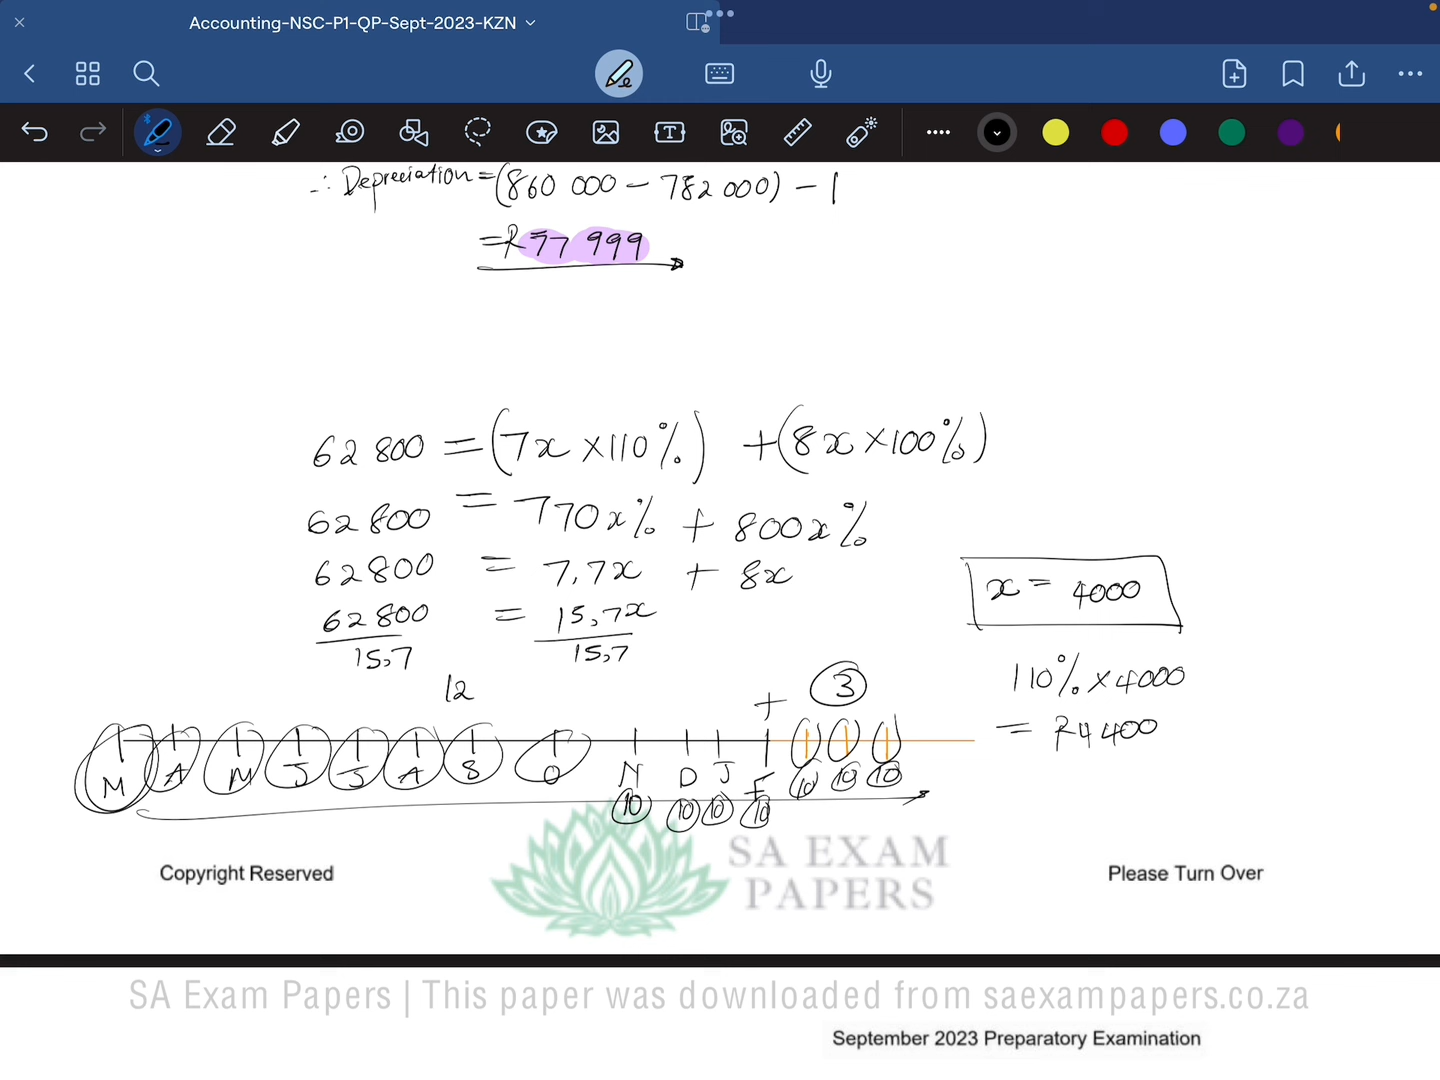 Accounting-NSC-P1-QP-Sept-2023-KZN
∴ Depreciation = (860 000 - 782 000) - 1
= R77 999
62 800 = (7x × 110%) + (8x × 100%)
62 800 = 770x% + 800x%
62 800 = 7,7x + 8x
62 800 = 15,7x
15,7 15,7
x = 4000
110% × 4000
= R4400
12 + 3
M A M J J A S O N D J F
10 10 10 10 10 10 10
SA EXAM
PAPERS
Copyright Reserved Please Turn Over
SA Exam Papers | This paper was downloaded from saexampapers.co.za
September 2023 Preparatory Examination